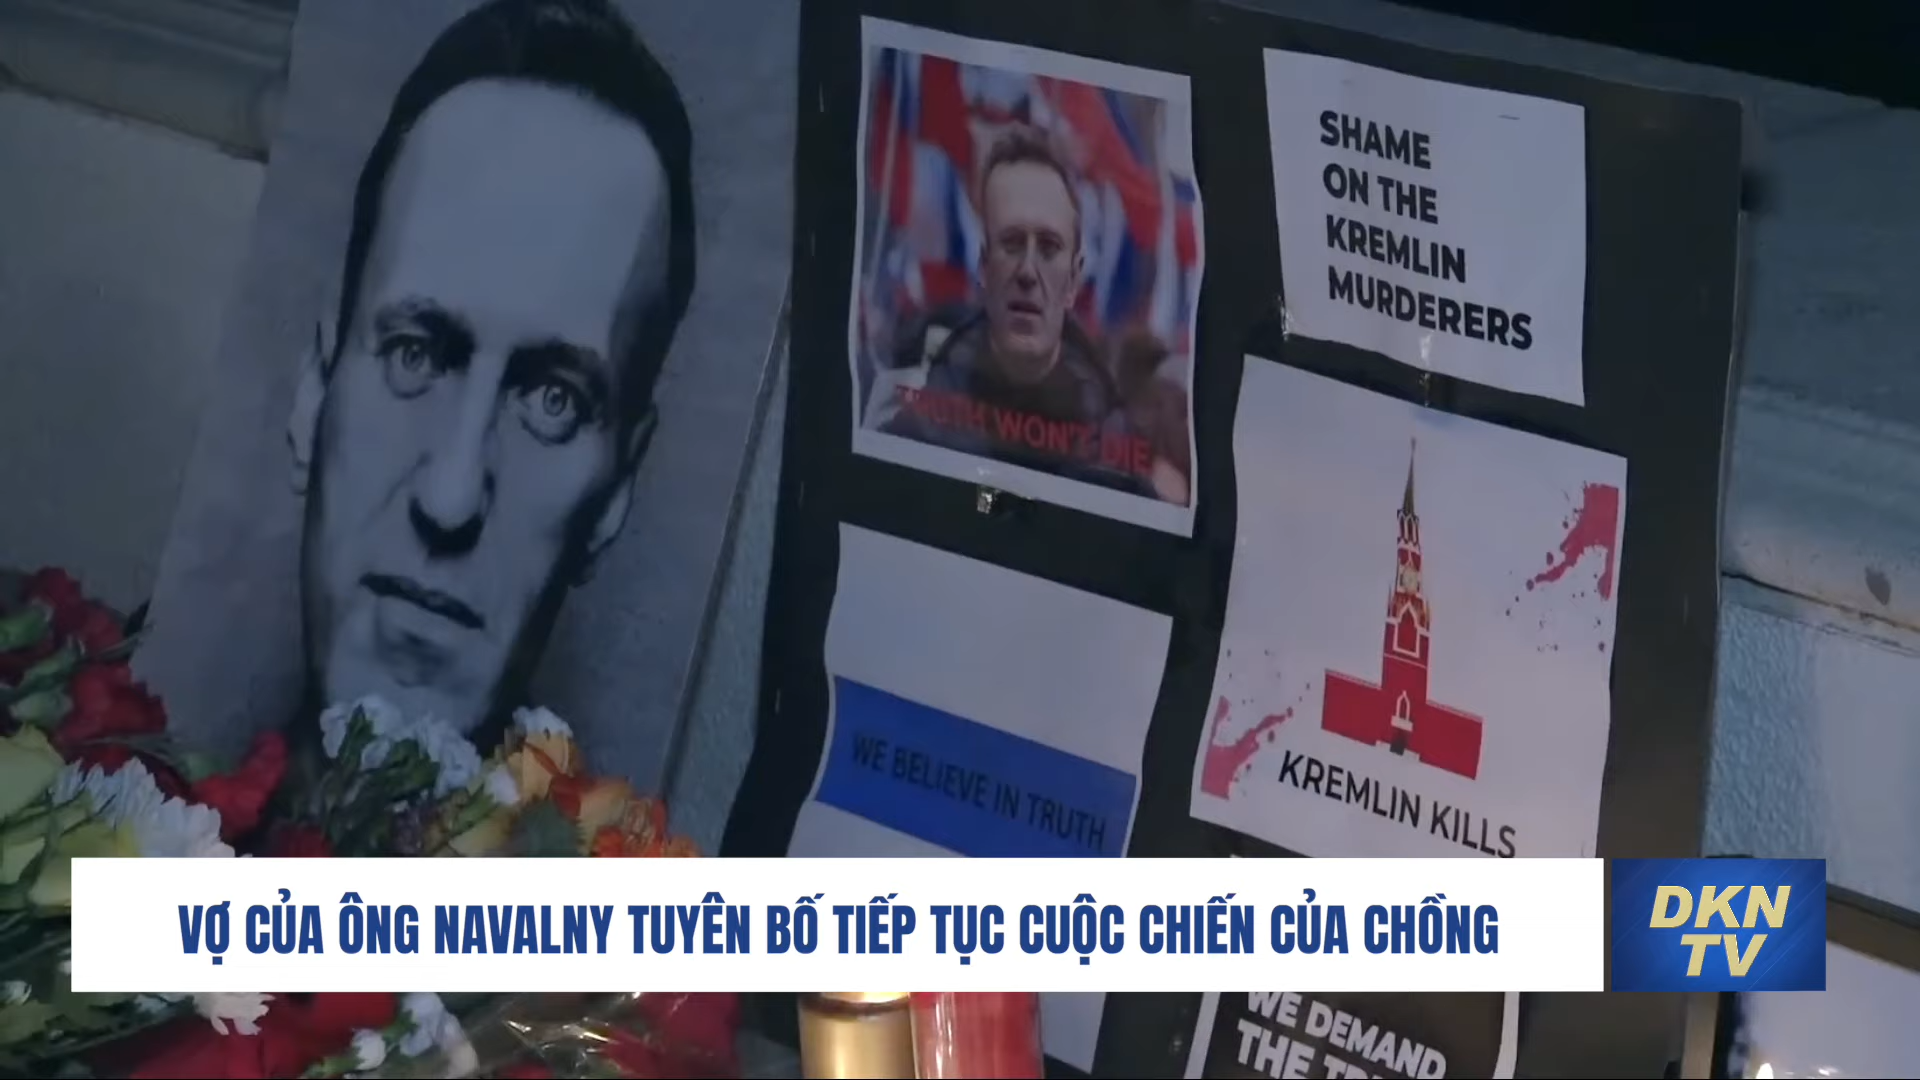 SHAME
ON THE
KREMLIN
MURDERERS
TRUTH WON'T DIE
WE BELIEVE IN TRUTH
KREMLIN KILLS
VỢ CỦA ÔNG NAVALNY TUYÊN BỐ TIẾP TỤC CUỘC CHIẾN CỦA CHỒNG
DKN
TV
WE DEMAND
THE